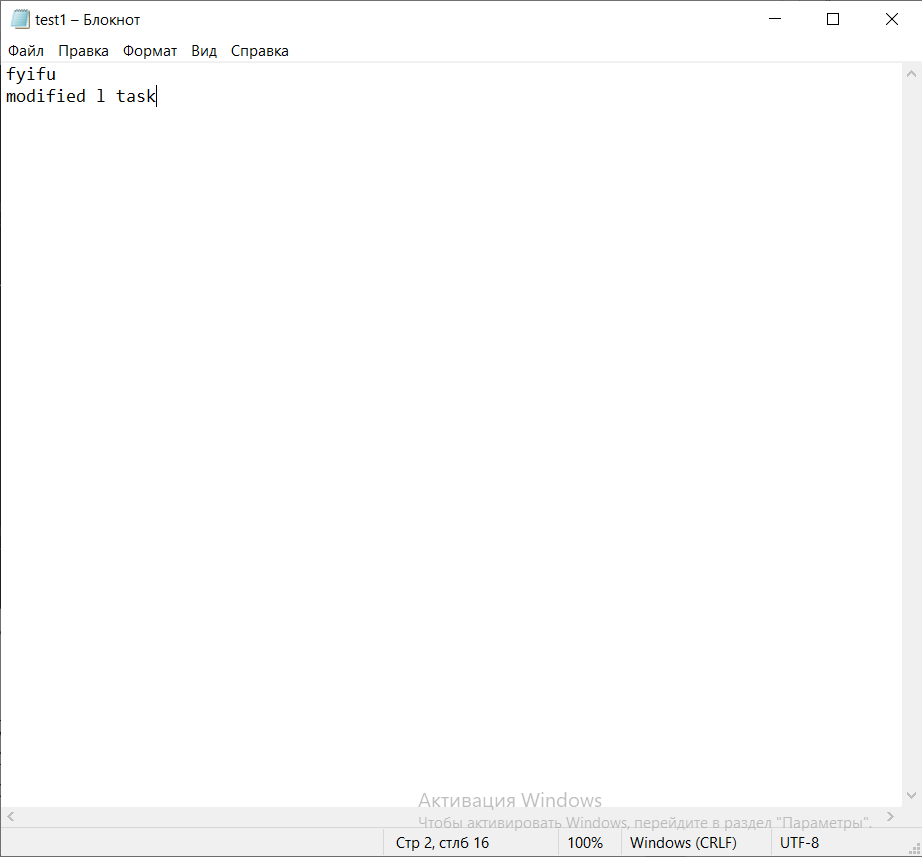 test1 – Блокнот
Файл Правка Формат Вид Справка
fyifu
modified l task
Активация Windows
Чтобы активировать Windows, перейдите в раздел "Параметры".
Стр 2, стлб 16 100% Windows (CRLF) UTF-8